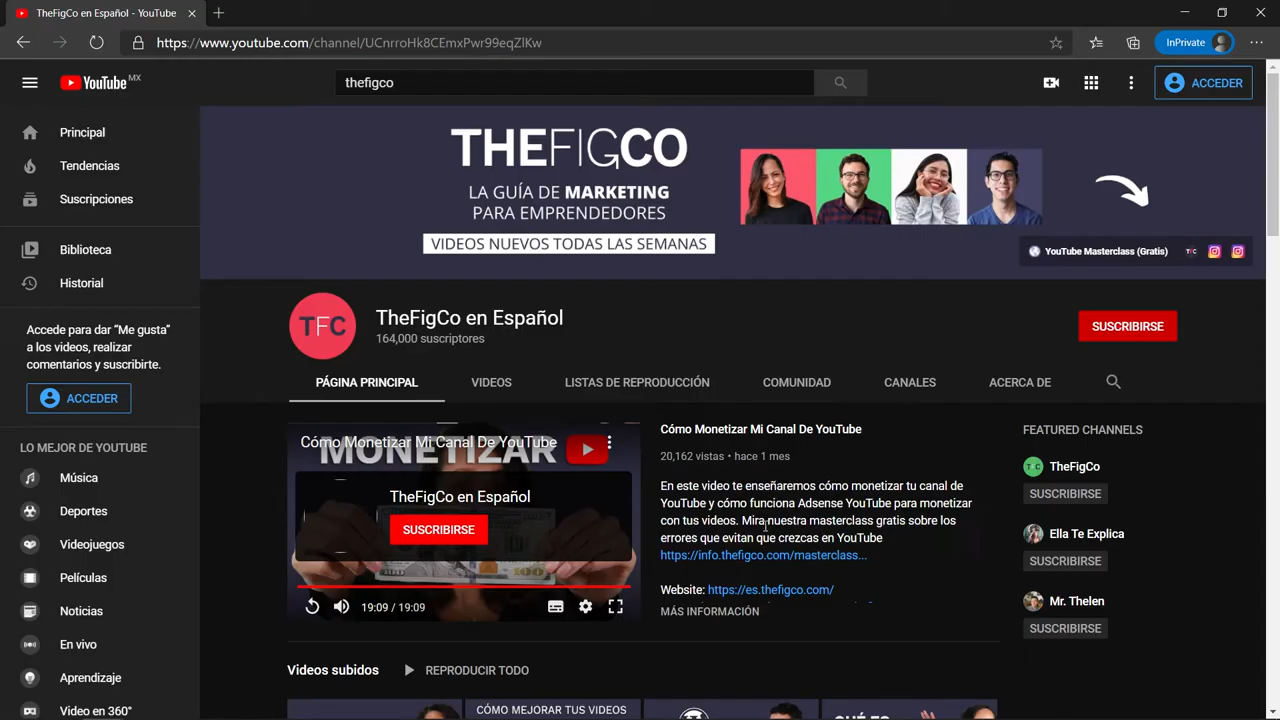 TheFigCo en Español - YouTube
https://www.youtube.com/channel/UCnrroHk8CEmxPwr99eqZlKw
InPrivate
YouTube MX
thefigco
ACCEDER
Principal
Tendencias
Suscripciones
Biblioteca
Historial
Accede para dar “Me gusta”
a los videos, realizar
comentarios y suscribirte.
ACCEDER
LO MEJOR DE YOUTUBE
Música
Deportes
Videojuegos
Películas
Noticias
En vivo
Aprendizaje
Video en 360°
THEFIGCO
LA GUÍA DE MARKETING
PARA EMPRENDEDORES
VIDEOS NUEVOS TODAS LAS SEMANAS
YouTube Masterclass (Gratis)
TFC
TheFigCo en Español
164,000 suscriptores
SUSCRIBIRSE
PÁGINA PRINCIPAL
VIDEOS
LISTAS DE REPRODUCCIÓN
COMUNIDAD
CANALES
ACERCA DE
Cómo Monetizar Mi Canal De YouTube
MONETIZAR
TheFigCo en Español
SUSCRIBIRSE
100
19:09 / 19:09
Cómo Monetizar Mi Canal De YouTube
20,162 vistas • hace 1 mes
En este video te enseñaremos cómo monetizar tu canal de
YouTube y cómo funciona Adsense YouTube para monetizar
con tus videos. Mira nuestra masterclass gratis sobre los
errores que evitan que crezcas en YouTube
https://info.thefigco.com/masterclass...
Website: https://es.thefigco.com/
MÁS INFORMACIÓN
FEATURED CHANNELS
TheFigCo
SUSCRIBIRSE
Ella Te Explica
SUSCRIBIRSE
Mr. Thelen
SUSCRIBIRSE
Videos subidos
REPRODUCIR TODO
CÓMO MEJORAR TUS VIDEOS
QUÉ ES